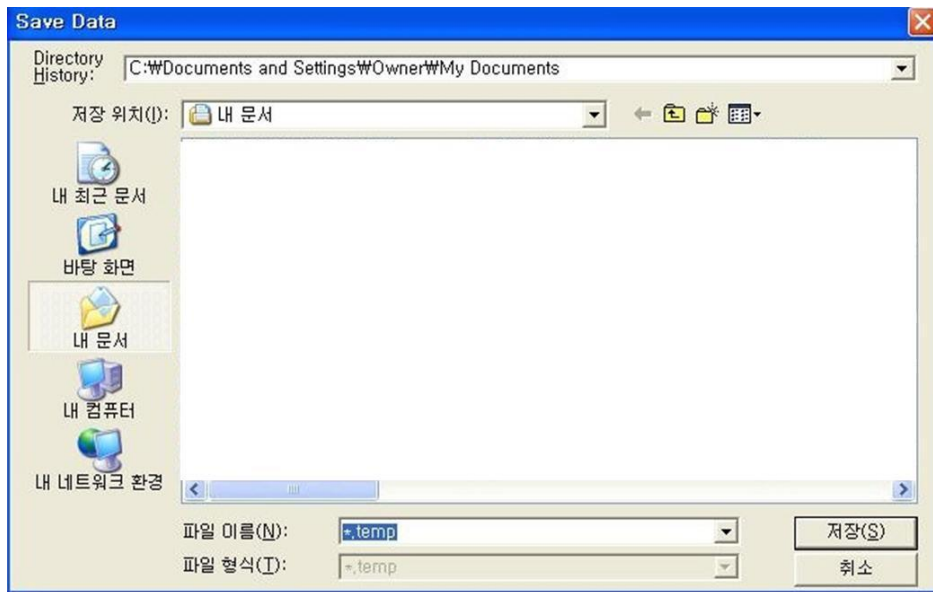 Save Data
Directory
History:
C:₩Documents and Settings₩Owner₩My Documents
저장 위치(I):
내 문서
내 최근 문서
바탕 화면
내 문서
내 컴퓨터
내 네트워크 환경
파일 이름(N):
*.temp
저장(S)
파일 형식(T):
*.temp
취소